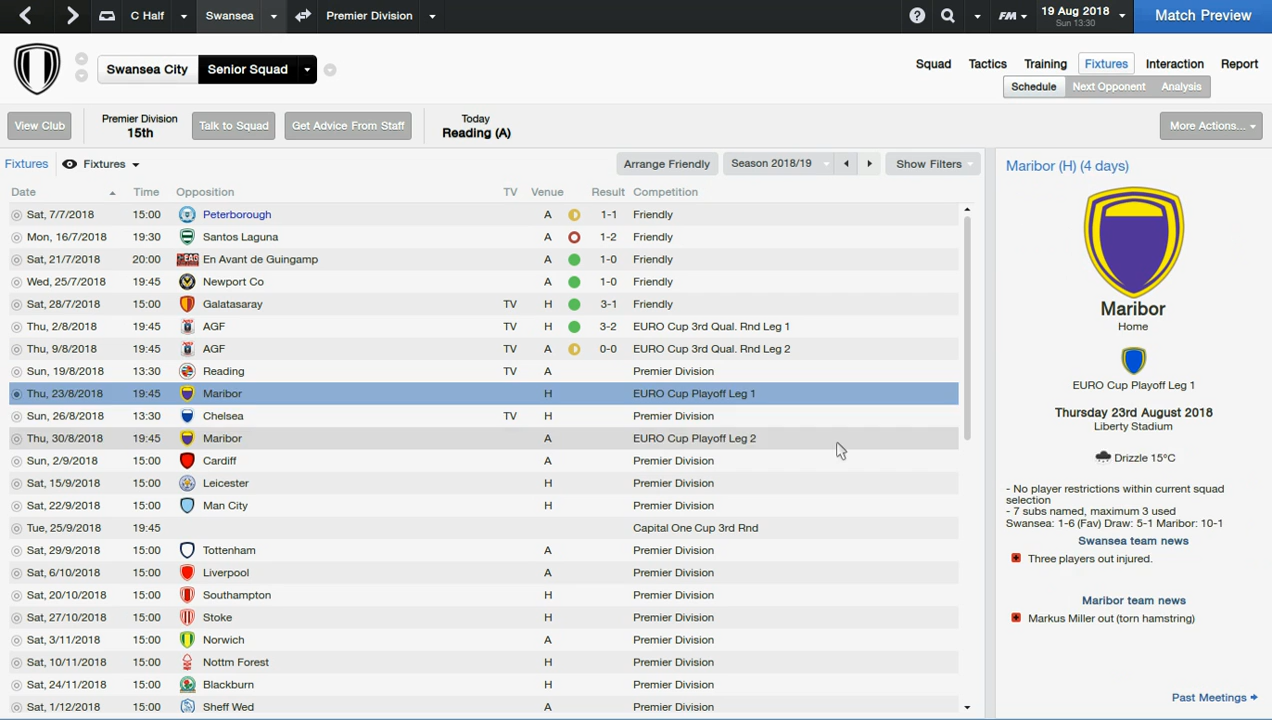 C Half Swansea Premier Division FM 19 Aug 2018 Match Preview
Sun 13:30
Swansea City Senior Squad Squad Tactics Training Fixtures Interaction Report
Schedule Next Opponent Analysis
View Club Premier Division Talk to Squad Get Advice From Staff Today More Actions...
15th Reading (A)
Fixtures Fixtures Arrange Friendly Season 2018/19 Show Filters
Date Time Opposition TV Venue Result Competition
Sat, 7/7/2018 15:00 Peterborough A 1-1 Friendly
Mon, 16/7/2018 19:30 Santos Laguna A 1-2 Friendly
Sat, 21/7/2018 20:00 EAG En Avant de Guingamp A 1-0 Friendly
Wed, 25/7/2018 19:45 Newport Co A 1-0 Friendly
Sat, 28/7/2018 15:00 Galatasaray TV H 3-1 Friendly
Thu, 2/8/2018 19:45 AGF TV H 3-2 EURO Cup 3rd Qual. Rnd Leg 1
Thu, 9/8/2018 19:45 AGF TV A 0-0 EURO Cup 3rd Qual. Rnd Leg 2
Sun, 19/8/2018 13:30 Reading TV A Premier Division
Thu, 23/8/2018 19:45 Maribor H EURO Cup Playoff Leg 1
Sun, 26/8/2018 13:30 Chelsea TV H Premier Division
Thu, 30/8/2018 19:45 Maribor A EURO Cup Playoff Leg 2
Sun, 2/9/2018 15:00 Cardiff A Premier Division
Sat, 15/9/2018 15:00 Leicester H Premier Division
Sat, 22/9/2018 15:00 Man City H Premier Division
Tue, 25/9/2018 19:45 Capital One Cup 3rd Rnd
Sat, 29/9/2018 15:00 Tottenham A Premier Division
Sat, 6/10/2018 15:00 Liverpool A Premier Division
Sat, 20/10/2018 15:00 Southampton H Premier Division
Sat, 27/10/2018 15:00 Stoke H Premier Division
Sat, 3/11/2018 15:00 Norwich A Premier Division
Sat, 10/11/2018 15:00 Nottm Forest H Premier Division
Sat, 24/11/2018 15:00 Blackburn H Premier Division
Sat, 1/12/2018 15:00 Sheff Wed A Premier Division
Maribor (H) (4 days)
Maribor
Home
EURO Cup Playoff Leg 1
Thursday 23rd August 2018
Liberty Stadium
Drizzle 15°C
- No player restrictions within current squad
selection
- 7 subs named, maximum 3 used
Swansea: 1-6 (Fav) Draw: 5-1 Maribor: 10-1
Swansea team news
Three players out injured.
Maribor team news
Markus Miller out (torn hamstring)
Past Meetings